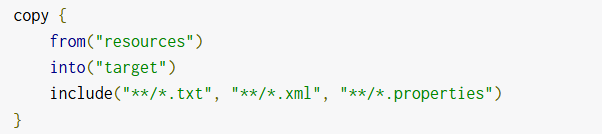 copy {
    from("resources")
    into("target")
    include("**/*.txt", "**/*.xml", "**/*.properties")
}